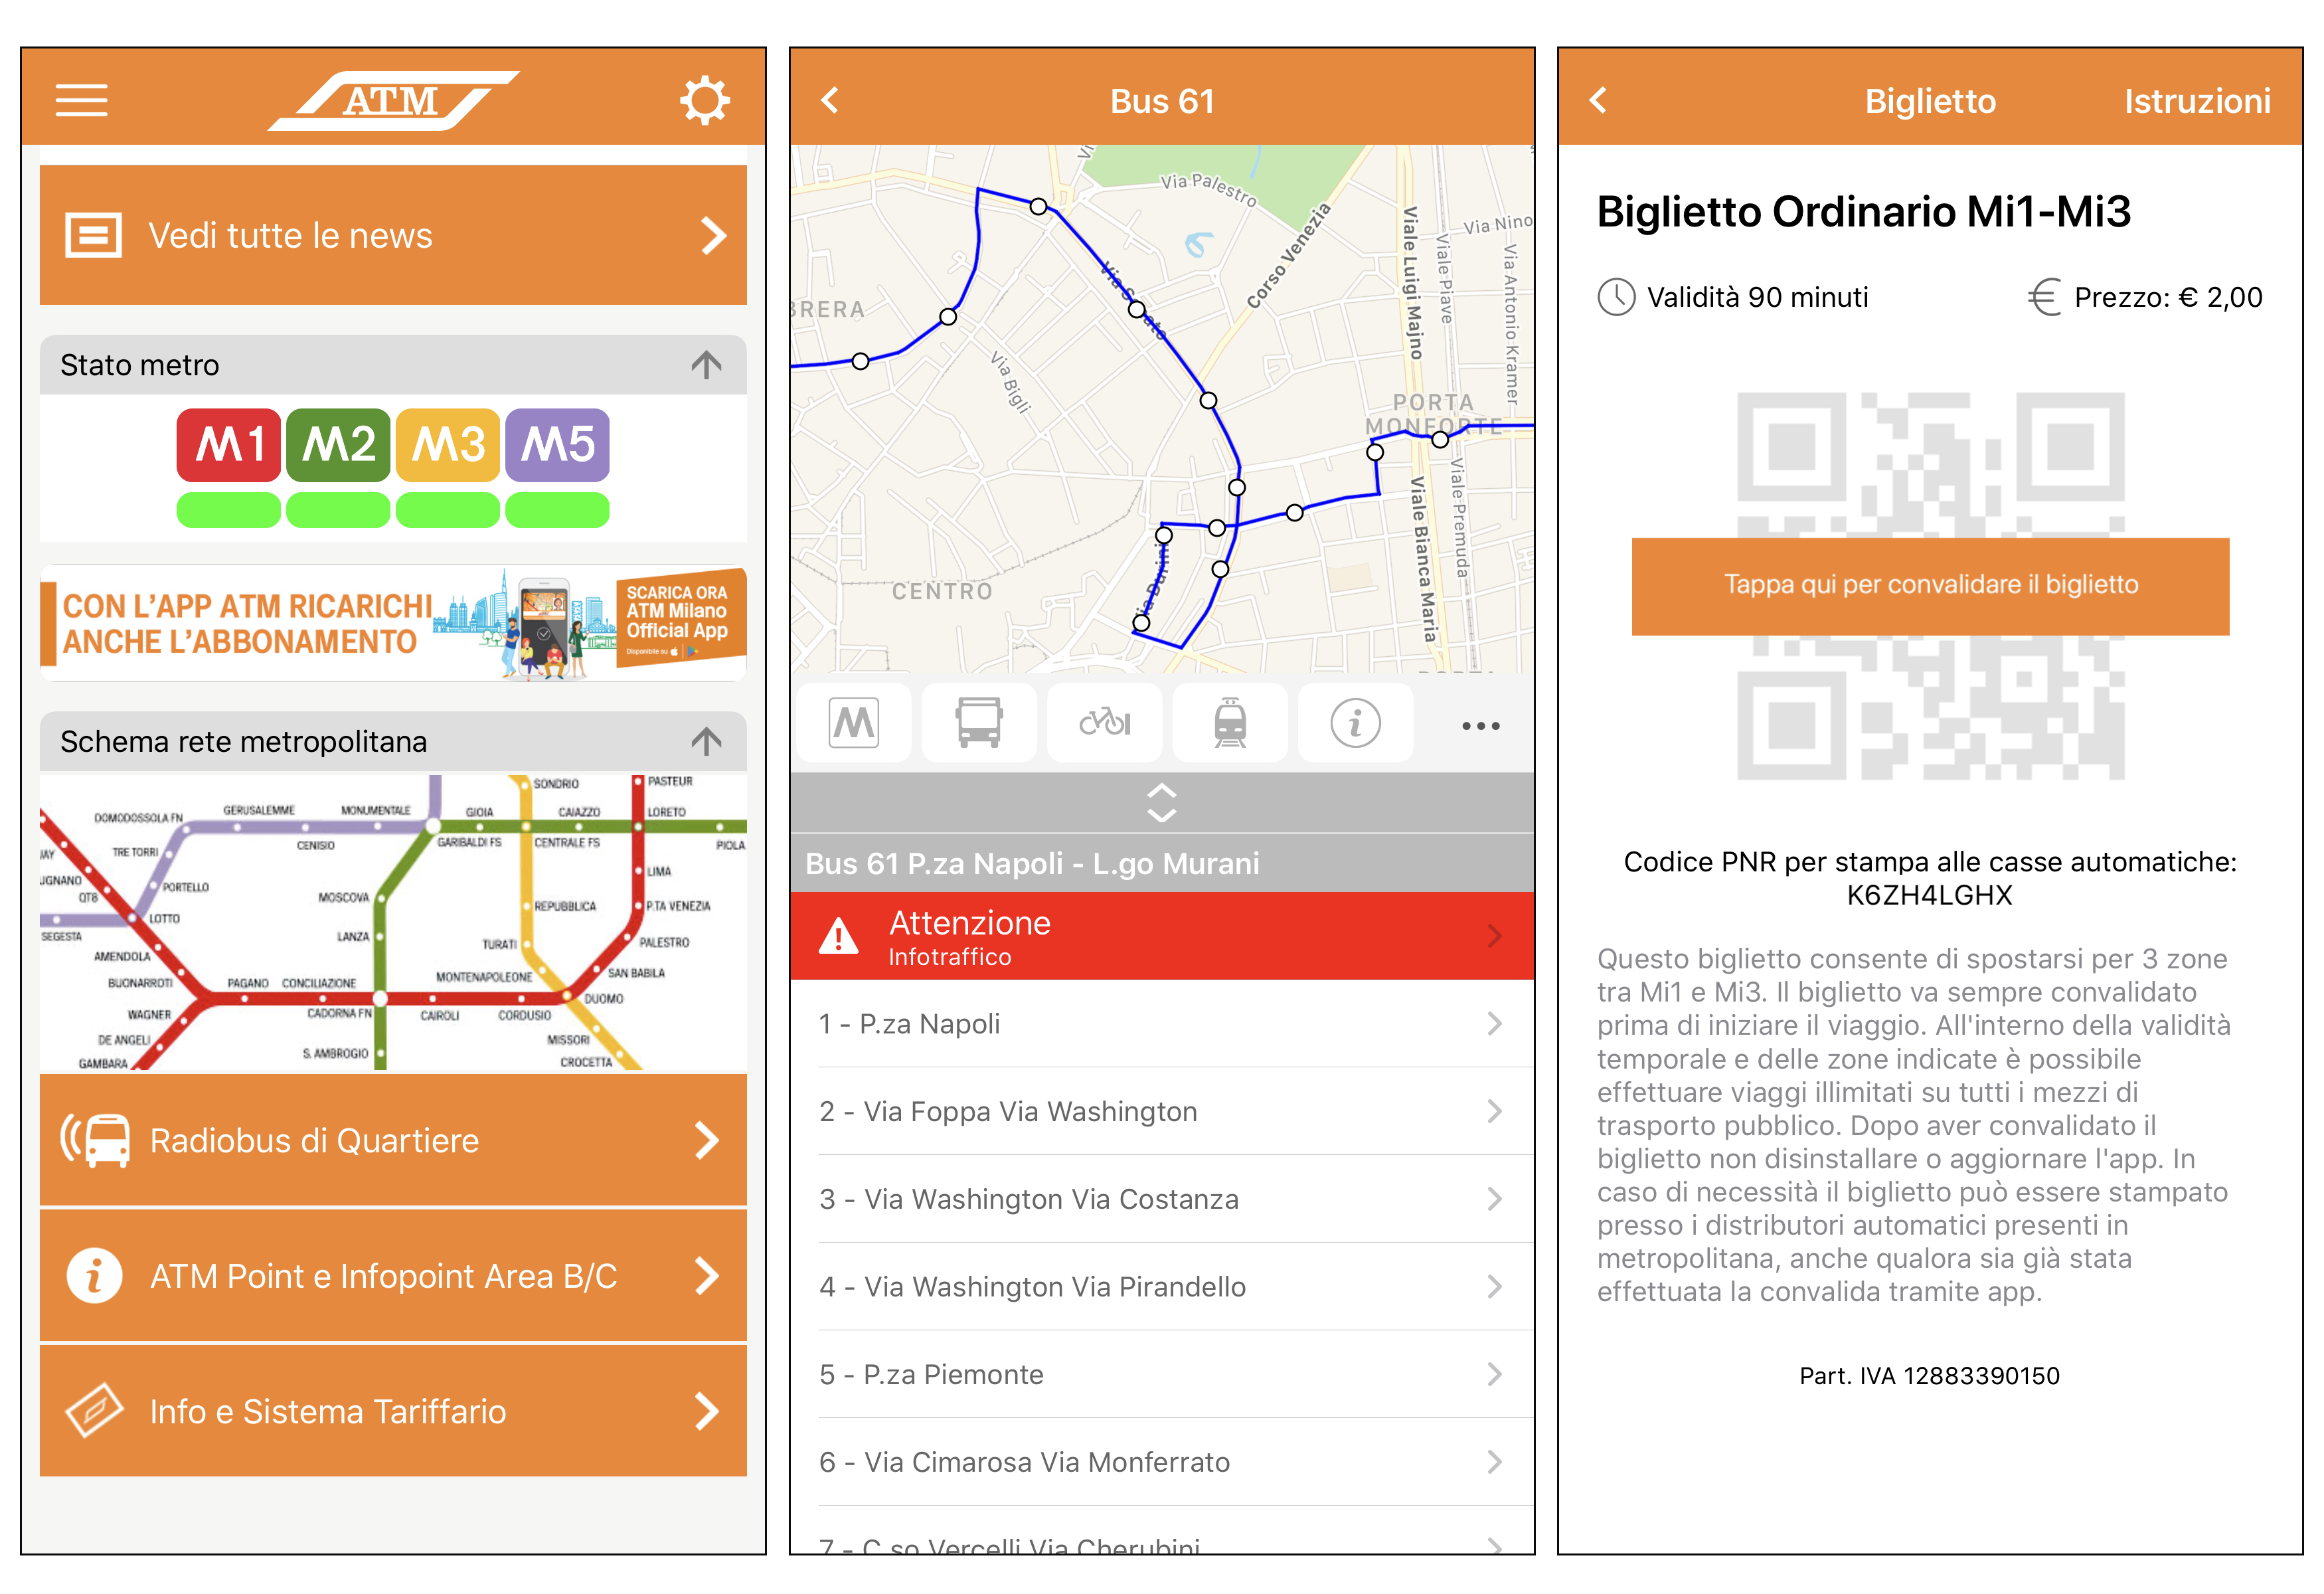 ATM
Vedi tutte le news
Stato metro
M1 M2 M3 M5
CON L'APP ATM RICARICHI
ANCHE L'ABBONAMENTO
SCARICA ORA
ATM Milano
Official App
Disponibile su
Schema rete metropolitana
SONDRIO
PASTEUR
DOMODOSSOLA FN
GERUSALEMME
MONUMENTALE
GIOIA
CAIAZZO
LORETO
CENISIO
GARIBALDI FS
CENTRALE FS
PIOLA
TRE TORRI
PORTELLO
LIMA
QT8
MOSCOVA
LOTTO
REPUBBLICA
P.TA VENEZIA
SEGESTA
LANZA
TURATI
PALESTRO
AMENDOLA
BUONARROTI
PAGANO
CONCILIAZIONE
MONTENAPOLEONE
SAN BABILA
DUOMO
WAGNER
CADORNA FN
CAIROLI
CORDUSIO
DE ANGELI
GAMBARA
S. AMBROGIO
MISSORI
CROCETTA
Radiobus di Quartiere
ATM Point e Infopoint Area B/C
Info e Sistema Tariffario
Bus 61
Via Palestro
Via Nino
Corso Venezia
Viale Luigi Majno
Viale Piave
Via Antonio Kramer
BRERA
Via Bigli
PORTA
MONFORTE
Viale Bianca Maria
Viale Premuda
CENTRO
Via Durini
M
Bus 61 P.za Napoli - L.go Murani
Attenzione
Infotraffico
1 - P.za Napoli
2 - Via Foppa Via Washington
3 - Via Washington Via Costanza
4 - Via Washington Via Pirandello
5 - P.za Piemonte
6 - Via Cimarosa Via Monferrato
7 - C.so Vercelli Via Cherubini
Biglietto
Istruzioni
Biglietto Ordinario Mi1-Mi3
Validità 90 minuti
Prezzo: € 2,00
Tappa qui per convalidare il biglietto
Codice PNR per stampa alle casse automatiche:
K6ZH4LGHX
Questo biglietto consente di spostarsi per 3 zone
tra Mi1 e Mi3. Il biglietto va sempre convalidato
prima di iniziare il viaggio. All'interno della validità
temporale e delle zone indicate è possibile
effettuare viaggi illimitati su tutti i mezzi di
trasporto pubblico. Dopo aver convalidato il
biglietto non disinstallare o aggiornare l'app. In
caso di necessità il biglietto può essere stampato
presso i distributori automatici presenti in
metropolitana, anche qualora sia già stata
effettuata la convalida tramite app.
Part. IVA 12883390150